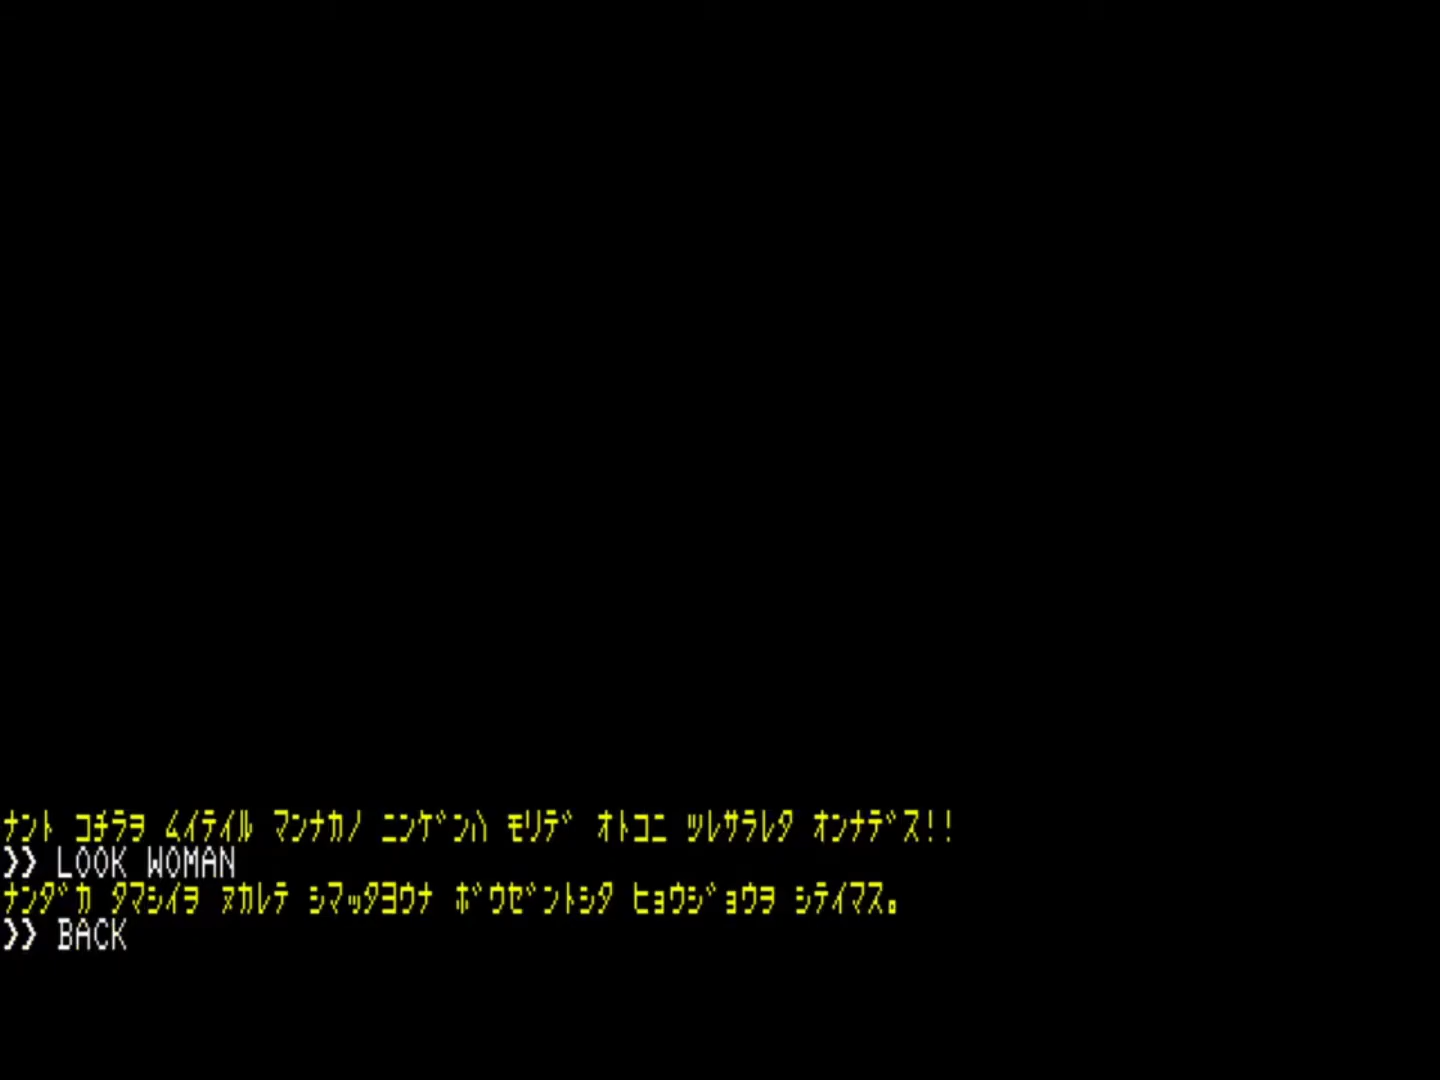 ﾅﾝﾄ ｺﾁﾗｦ ﾑｲﾃｲﾙ ﾏﾝﾅｶﾉ ﾆﾝｹﾞﾝﾊ ﾓﾘﾃﾞ ｵﾄｺﾆ ﾂﾚｻﾗﾚﾀ ｵﾝﾅﾃﾞｽ!!
》 LOOK WOMAN
ﾅﾝﾀﾞｶ ﾀﾏｼｲｦ ﾇｶﾚﾃ ｼﾏｯﾀﾖｳﾅ ﾎﾞｳｾﾞﾝﾄｼﾀ ﾋｮｳｼﾞｮｳｦ ｼﾃｲﾏｽ｡
》 BACK